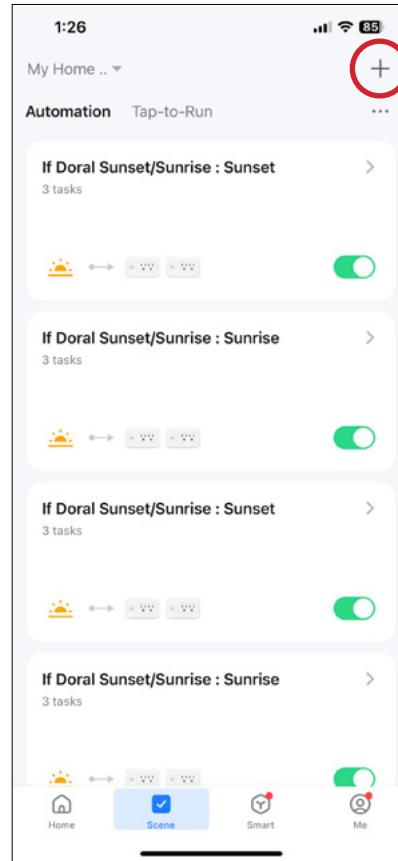 1:26
85
My Home ..
Automation Tap-to-Run
If Doral Sunset/Sunrise : Sunset
3 tasks
If Doral Sunset/Sunrise : Sunrise
3 tasks
If Doral Sunset/Sunrise : Sunset
3 tasks
If Doral Sunset/Sunrise : Sunrise
3 tasks
Home Scene Smart Me